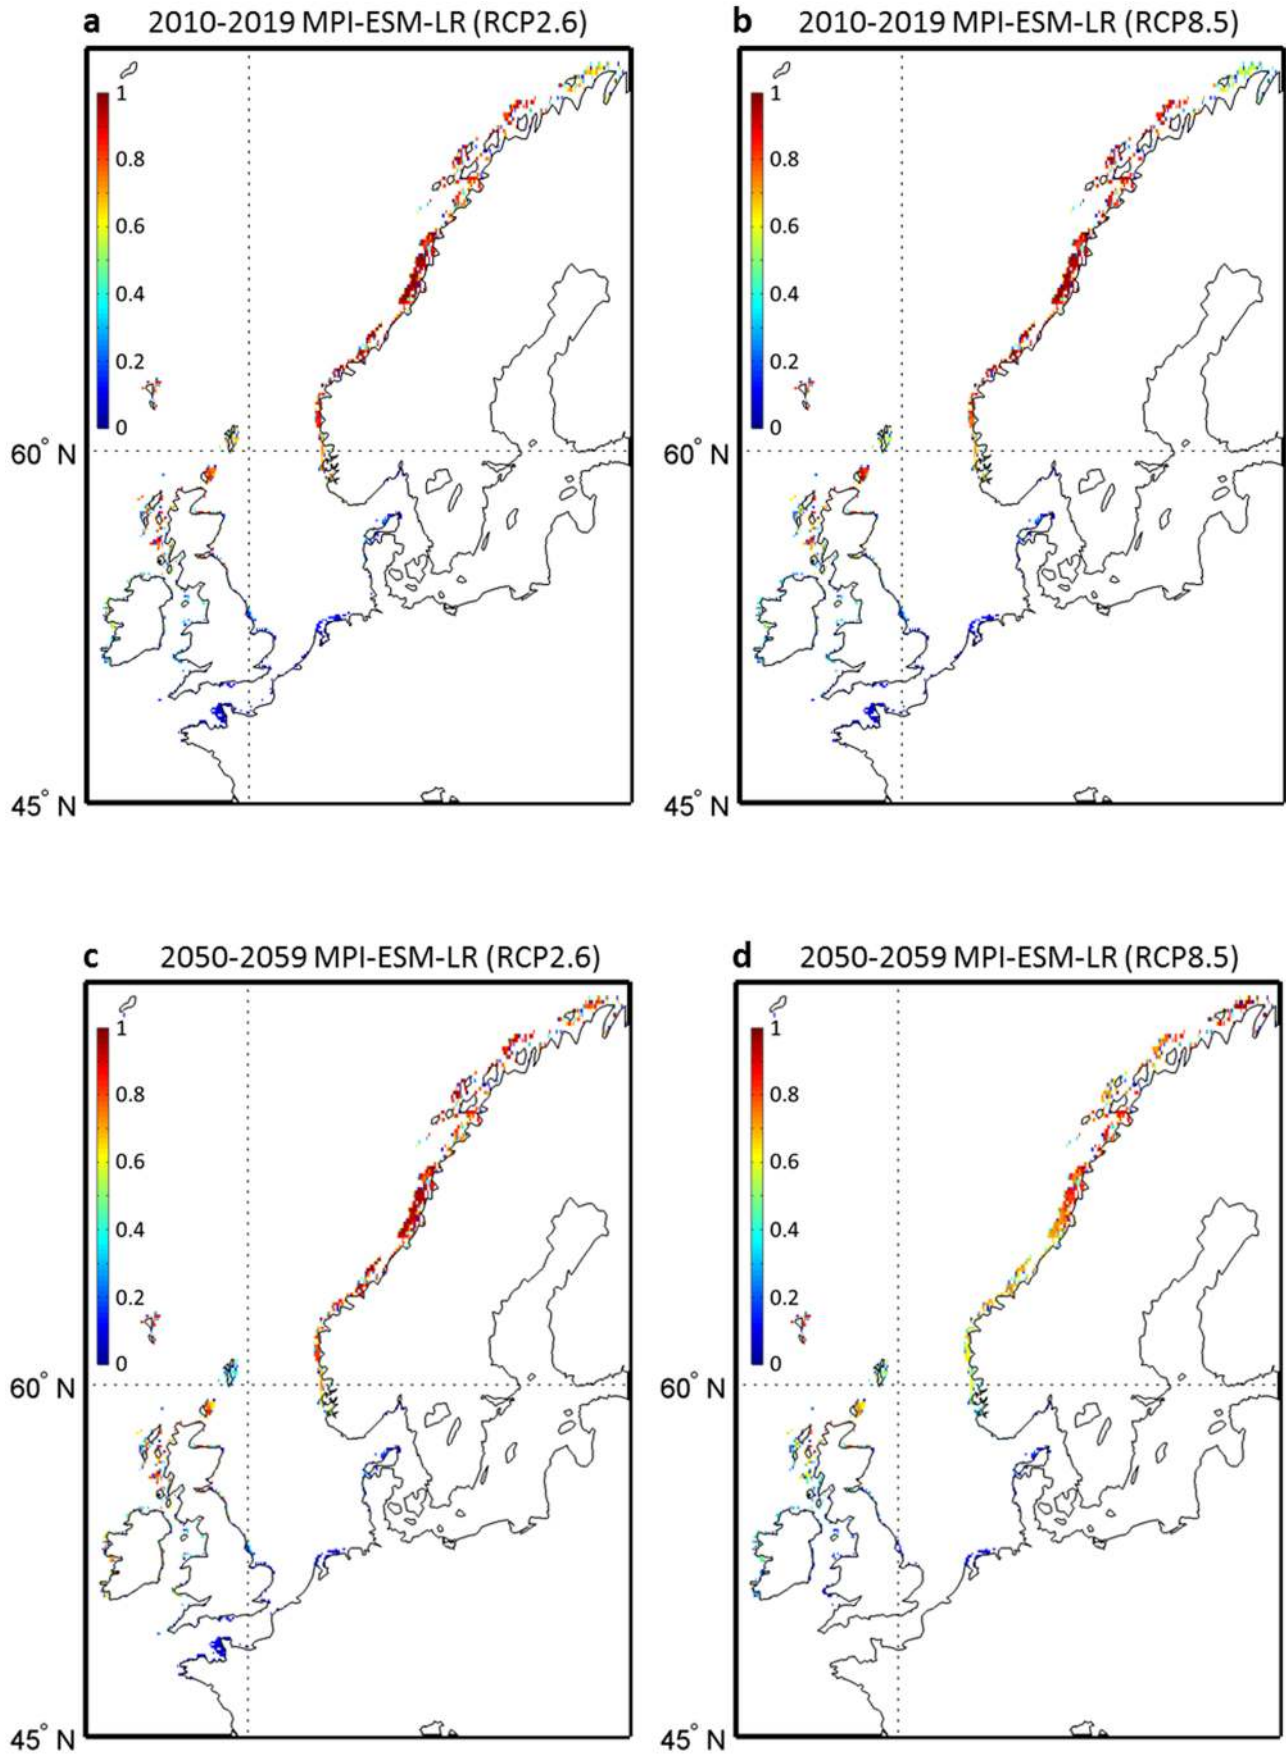 a 2010-2019 MPI-ESM-LR (RCP2.6)
1
0.8
0.6
0.4
0.2
0
60° N
45° N
b 2010-2019 MPI-ESM-LR (RCP8.5)
1
0.8
0.6
0.4
0.2
0
60° N
45° N
c 2050-2059 MPI-ESM-LR (RCP2.6)
1
0.8
0.6
0.4
0.2
0
60° N
45° N
d 2050-2059 MPI-ESM-LR (RCP8.5)
1
0.8
0.6
0.4
0.2
0
60° N
45° N